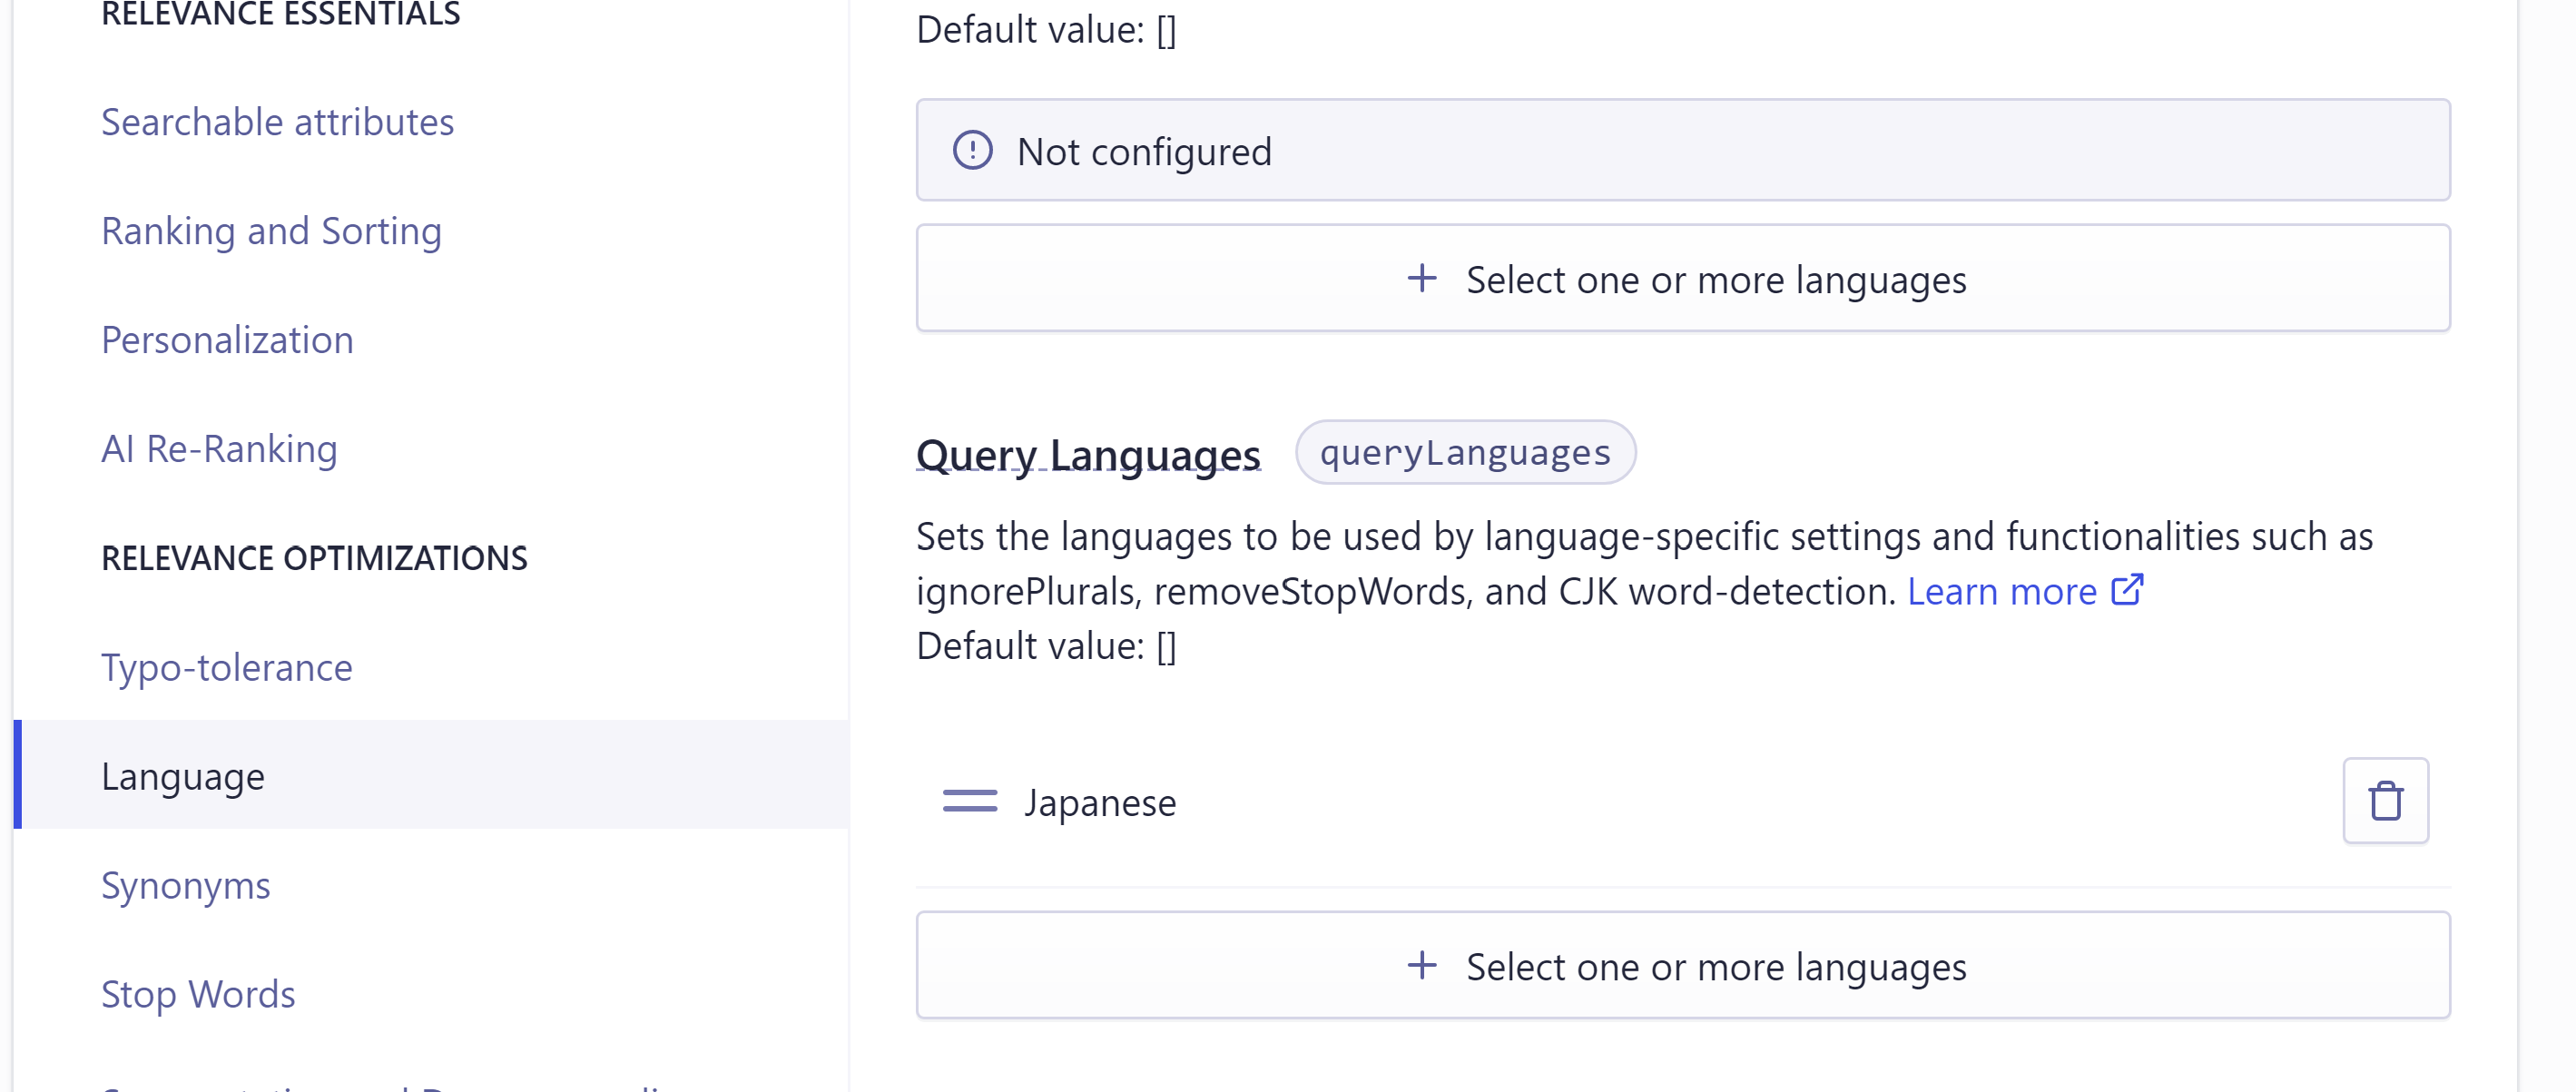 RELEVANCE ESSENTIALS
Searchable attributes
Ranking and Sorting
Personalization
AI Re-Ranking
RELEVANCE OPTIMIZATIONS
Typo-tolerance
Language
Synonyms
Stop Words
Default value: []
Not configured
Select one or more languages
Query Languages queryLanguages
Sets the languages to be used by language-specific settings and functionalities such as
ignorePlurals, removeStopWords, and CJK word-detection. Learn more
Default value: []
Japanese
Select one or more languages